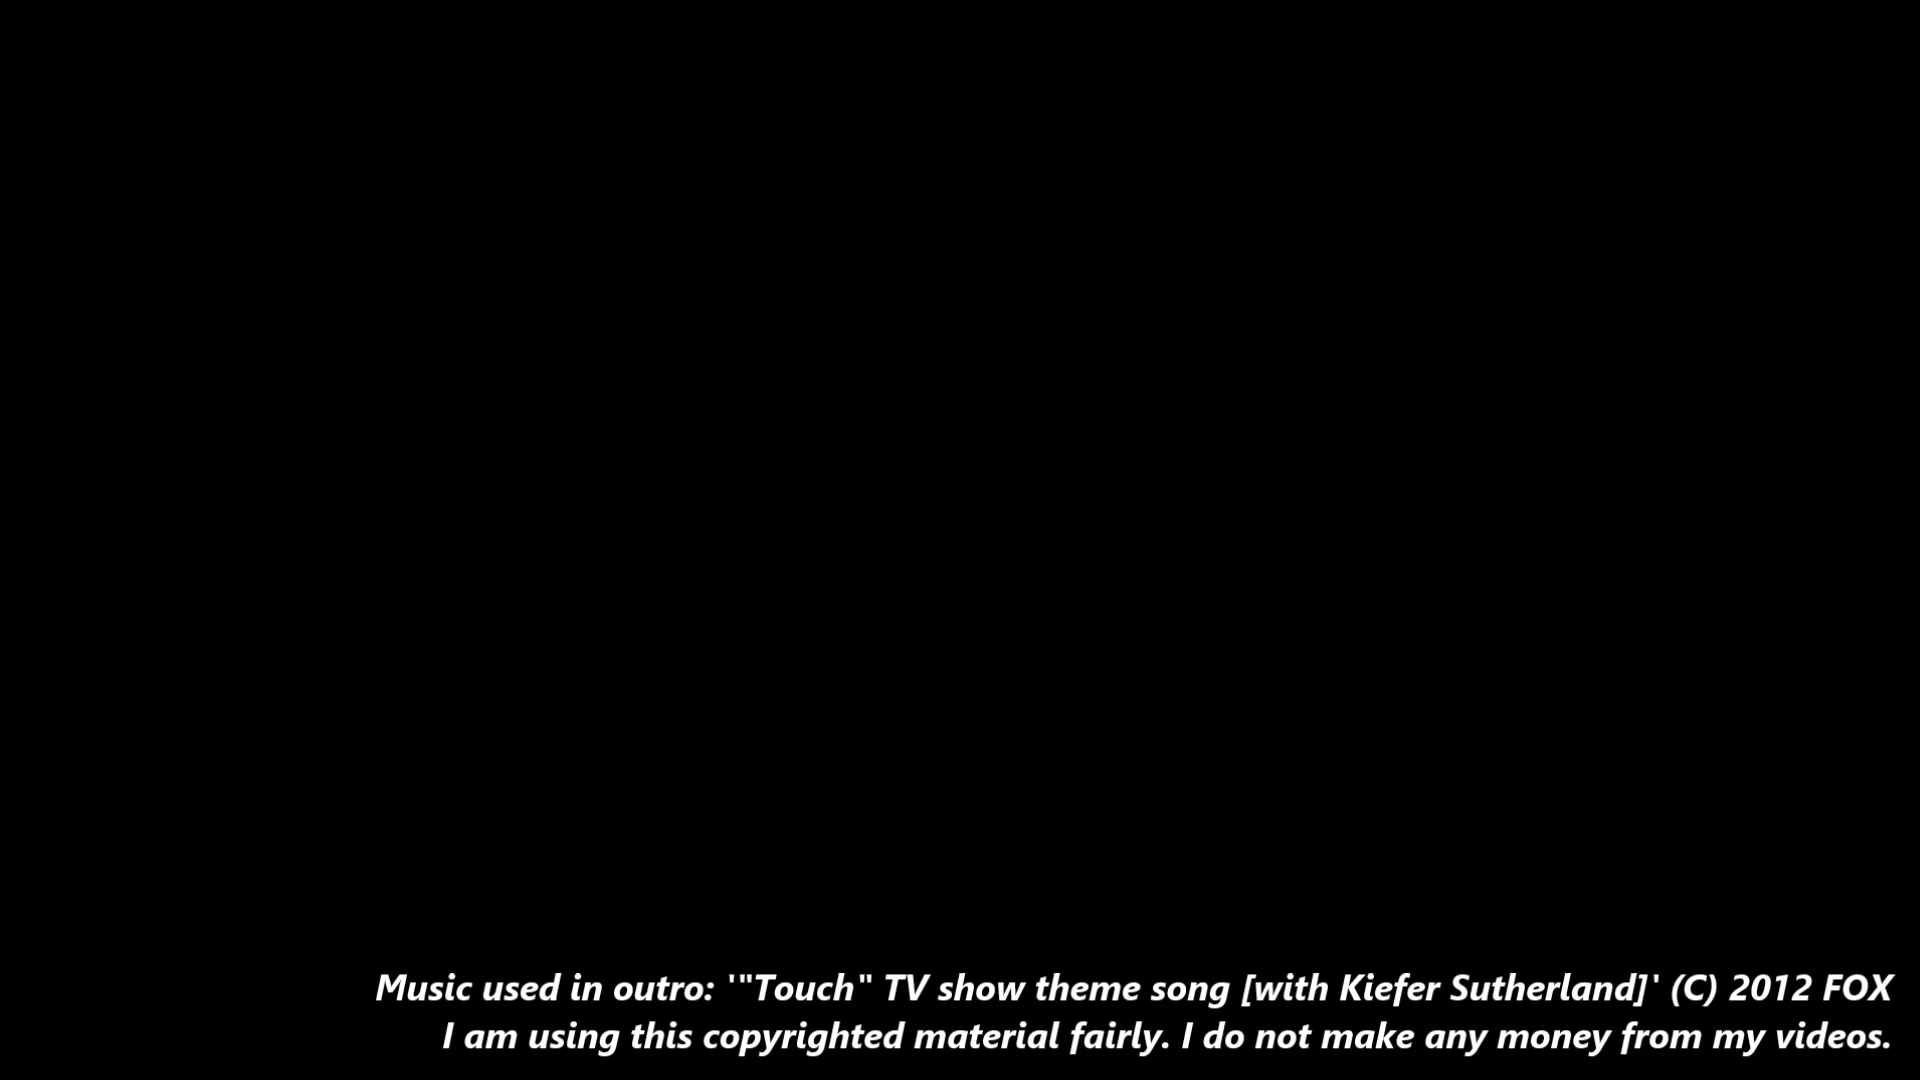 Music used in outro: '"Touch" TV show theme song [with Kiefer Sutherland]' (C) 2012 FOX
I am using this copyrighted material fairly. I do not make any money from my videos.